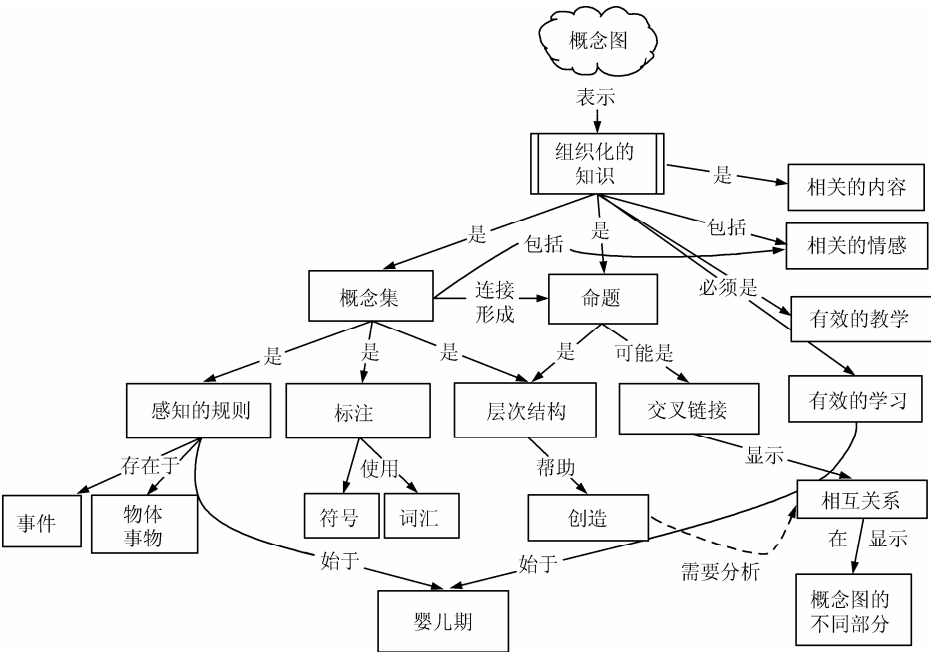 概念图
表示
组织化的
知识
是
相关的内容
是
包括
是
包括
相关的情感
概念集
连接
形成
命题
必须是
有效的教学
是
是
是
是
可能是
感知的规则
标注
层次结构
交叉链接
有效的学习
存在于
使用
帮助
显示
事件
物体
事物
符号
词汇
创造
相互关系
始于
始于
需要分析
在
显示
婴儿期
概念图的
不同部分